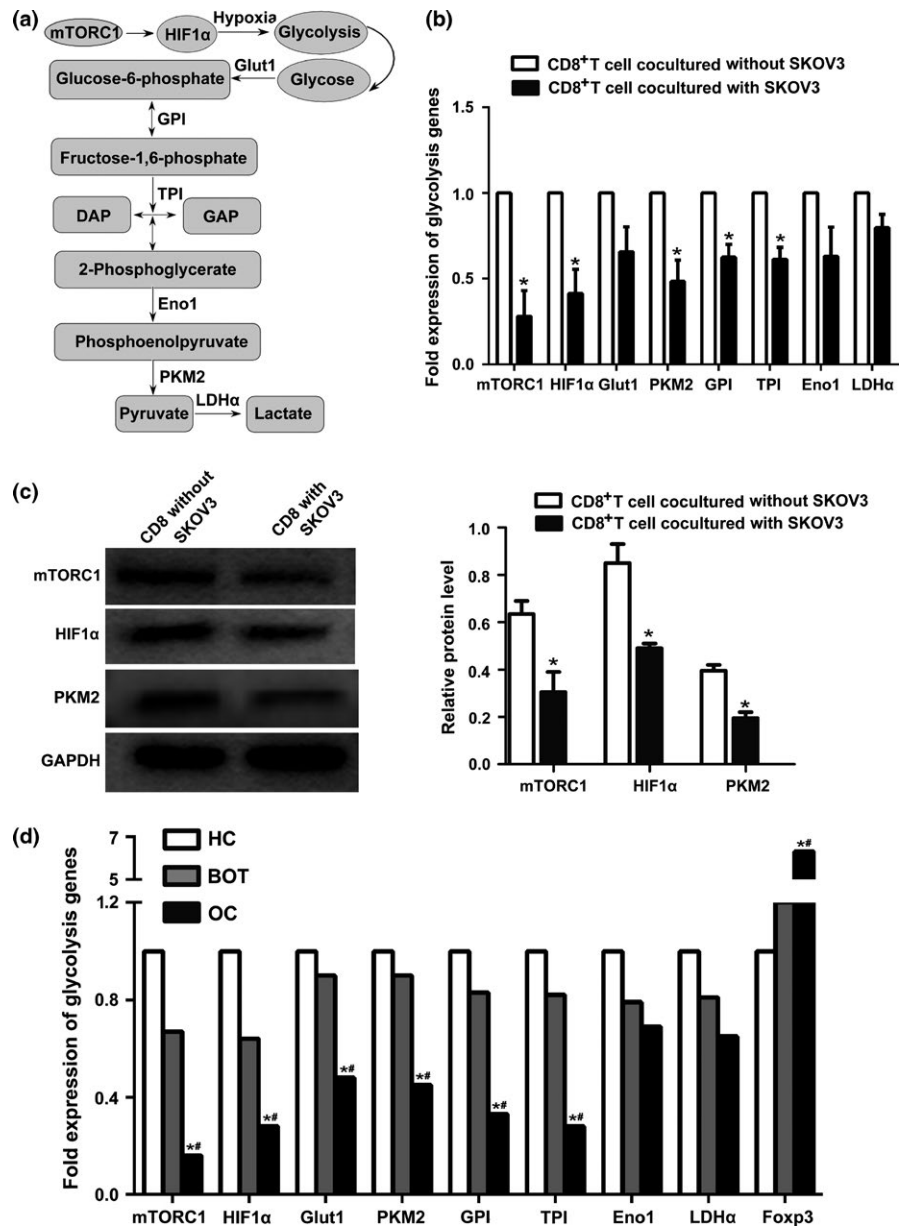 (a)
Hypoxia
mTORC1
HIF1α
Glycolysis
Glut1
Glucose-6-phosphate
Glycose
GPI
Fructose-1,6-phosphate
TPI
DAP
GAP
2-Phosphoglycerate
Eno1
Phosphoenolpyruvate
PKM2
LDHα
Pyruvate
Lactate
(b)
CD8+T cell cocultured without SKOV3
CD8+T cell cocultured with SKOV3
Fold expression of glycolysis genes
1.5
1.0
0.5
0.0
* * * * *
mTORC1 HIF1α Glut1 PKM2 GPI TPI Eno1 LDHα
(c)
CD8 without
SKOV3
CD8 with
SKOV3
mTORC1
HIF1α
PKM2
GAPDH
CD8+T cell cocultured without SKOV3
CD8+T cell cocultured with SKOV3
Relative protein level
1.0
0.8
0.6
0.4
0.2
0.0
* * *
mTORC1 HIF1α PKM2
(d)
HC
BOT
OC
Fold expression of glycolysis genes
7
5
1.2
0.8
0.4
0.0
*# *# *# *# *# *# *#
mTORC1 HIF1α Glut1 PKM2 GPI TPI Eno1 LDHα Foxp3